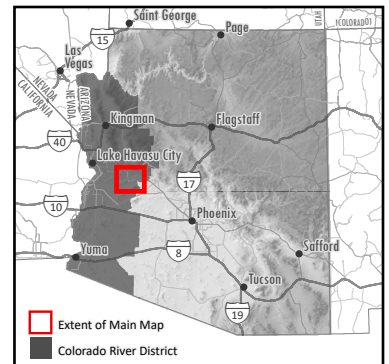 Saint George
Page
UTAH
COLORADO
15
Las
Vegas
NEVADA
CALIFORNIA
NEVADA
ARIZONA
Kingman
Flagstaff
40
Lake Havasu City
17
10
Phoenix
8
Yuma
Safford
Tucson
19
Extent of Main Map
Colorado River District